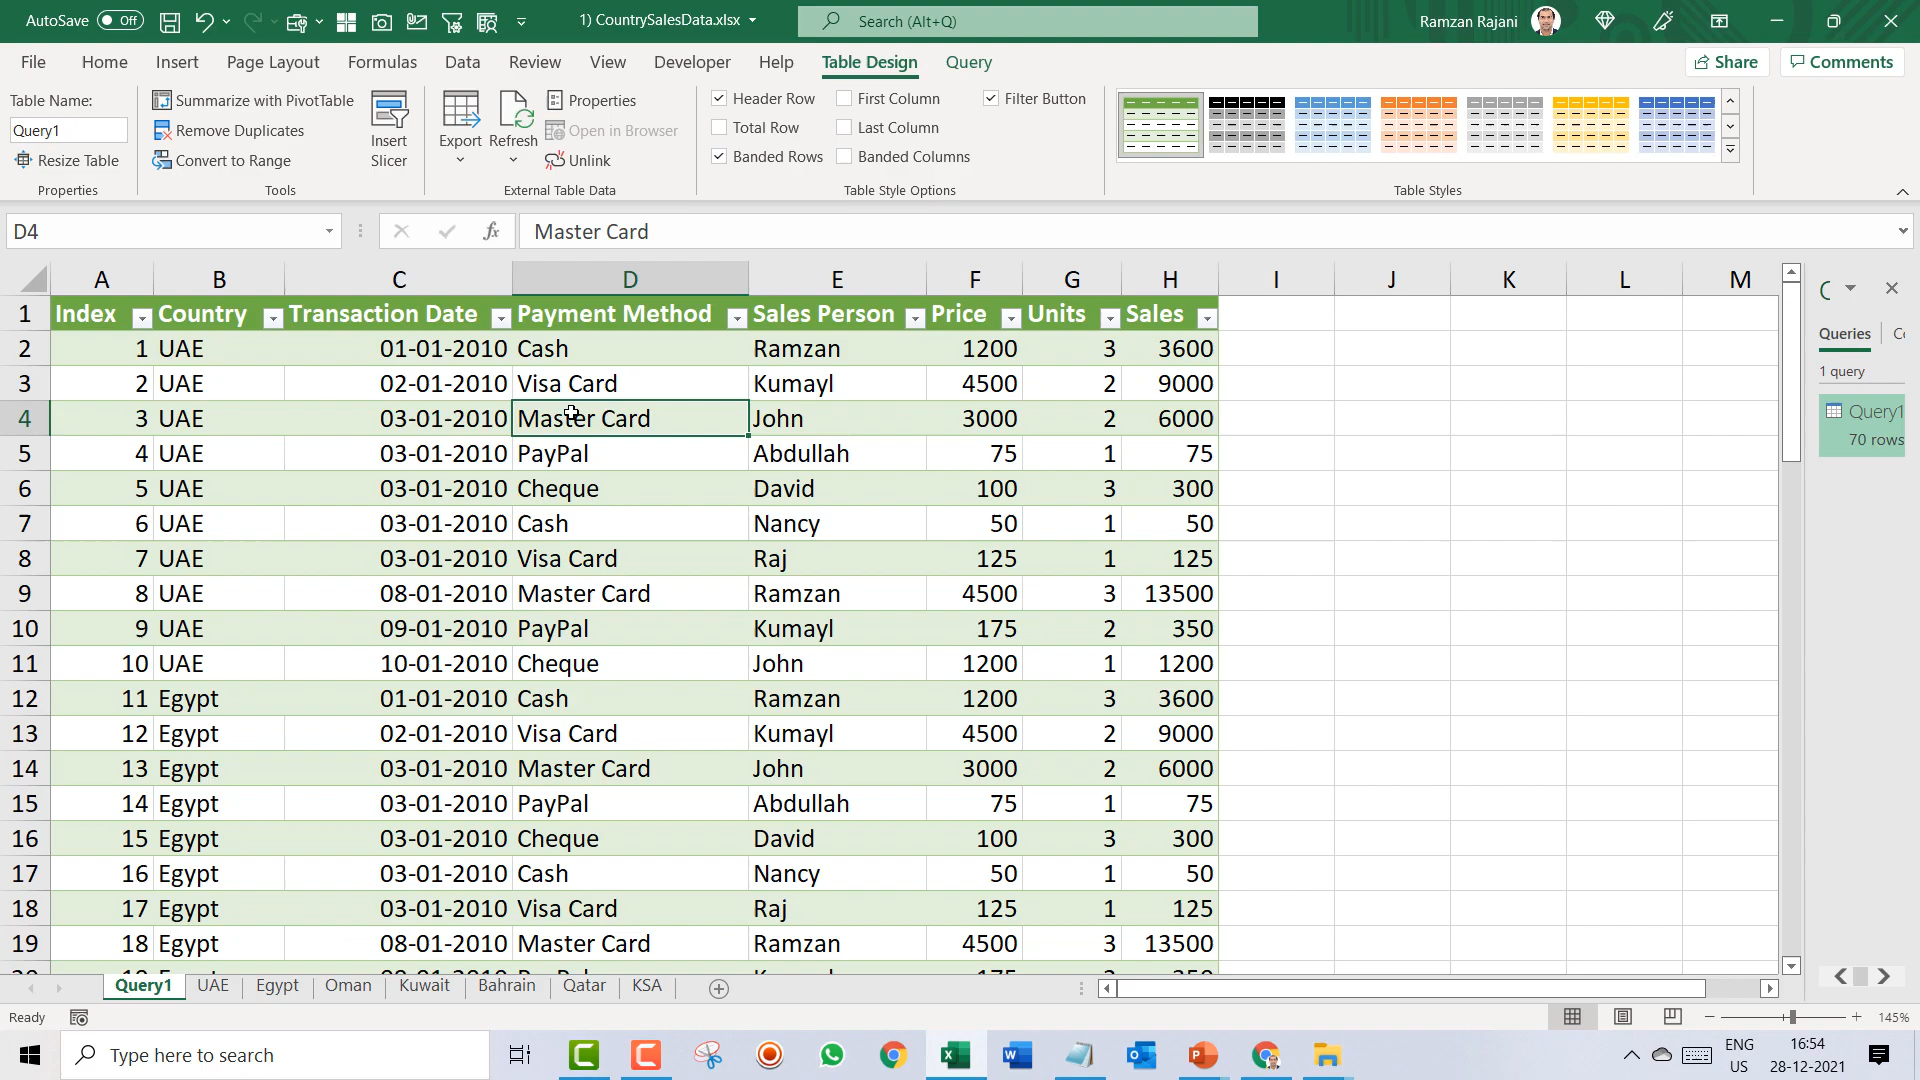 AutoSave Off 1) CountrySalesData.xlsx Search (Alt+Q) Ramzan Rajani
File Home Insert Page Layout Formulas Data Review View Developer Help Table Design Query Share Comments
Table Name:
Query1
Resize Table
Properties
Summarize with PivotTable
Remove Duplicates
Convert to Range
Tools
Insert
Slicer
Export
Refresh
Properties
Open in Browser
Unlink
External Table Data
Header Row First Column Filter Button
Total Row Last Column
Banded Rows Banded Columns
Table Style Options
Table Styles
D4 fx Master Card
A B C D E F G H I J K L M
1 Index Country Transaction Date Payment Method Sales Person Price Units Sales
2 1 UAE 01-01-2010 Cash Ramzan 1200 3 3600
3 2 UAE 02-01-2010 Visa Card Kumayl 4500 2 9000
4 3 UAE 03-01-2010 Master Card John 3000 2 6000
5 4 UAE 03-01-2010 PayPal Abdullah 75 1 75
6 5 UAE 03-01-2010 Cheque David 100 3 300
7 6 UAE 03-01-2010 Cash Nancy 50 1 50
8 7 UAE 03-01-2010 Visa Card Raj 125 1 125
9 8 UAE 08-01-2010 Master Card Ramzan 4500 3 13500
10 9 UAE 09-01-2010 PayPal Kumayl 175 2 350
11 10 UAE 10-01-2010 Cheque John 1200 1 1200
12 11 Egypt 01-01-2010 Cash Ramzan 1200 3 3600
13 12 Egypt 02-01-2010 Visa Card Kumayl 4500 2 9000
14 13 Egypt 03-01-2010 Master Card John 3000 2 6000
15 14 Egypt 03-01-2010 PayPal Abdullah 75 1 75
16 15 Egypt 03-01-2010 Cheque David 100 3 300
17 16 Egypt 03-01-2010 Cash Nancy 50 1 50
18 17 Egypt 03-01-2010 Visa Card Raj 125 1 125
19 18 Egypt 08-01-2010 Master Card Ramzan 4500 3 13500
Queries
1 query
Query1
70 rows
Query1 UAE Egypt Oman Kuwait Bahrain Qatar KSA
Ready 145%
Type here to search
ENG
US
16:54
28-12-2021